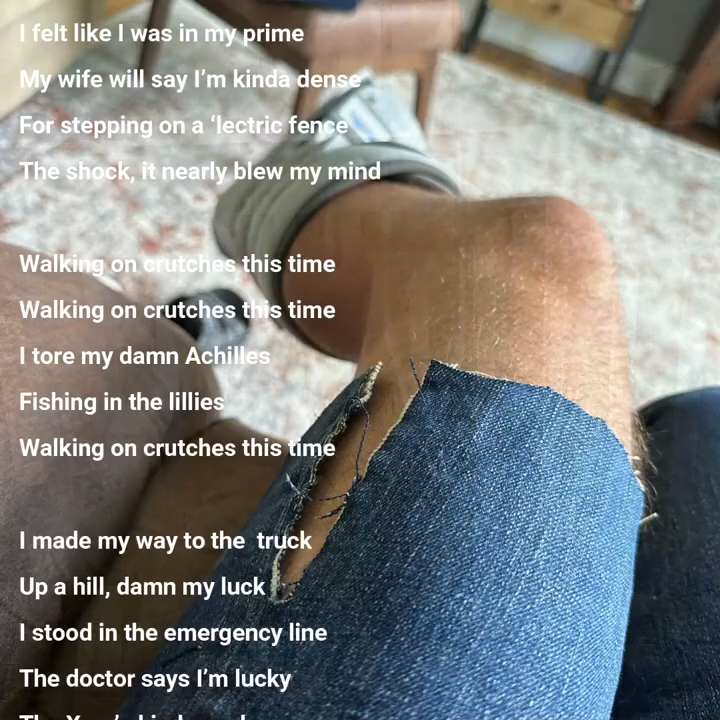 I felt like I was in my prime
My wife will say I’m kinda dense
For stepping on a ‘lectric fence
The shock, it nearly blew my mind
Walking on crutches this time
Walking on crutches this time
I tore my damn Achilles
Fishing in the lillies
Walking on crutches this time
I made my way to the  truck
Up a hill, damn my luck
I stood in the emergency line
The doctor says I’m lucky